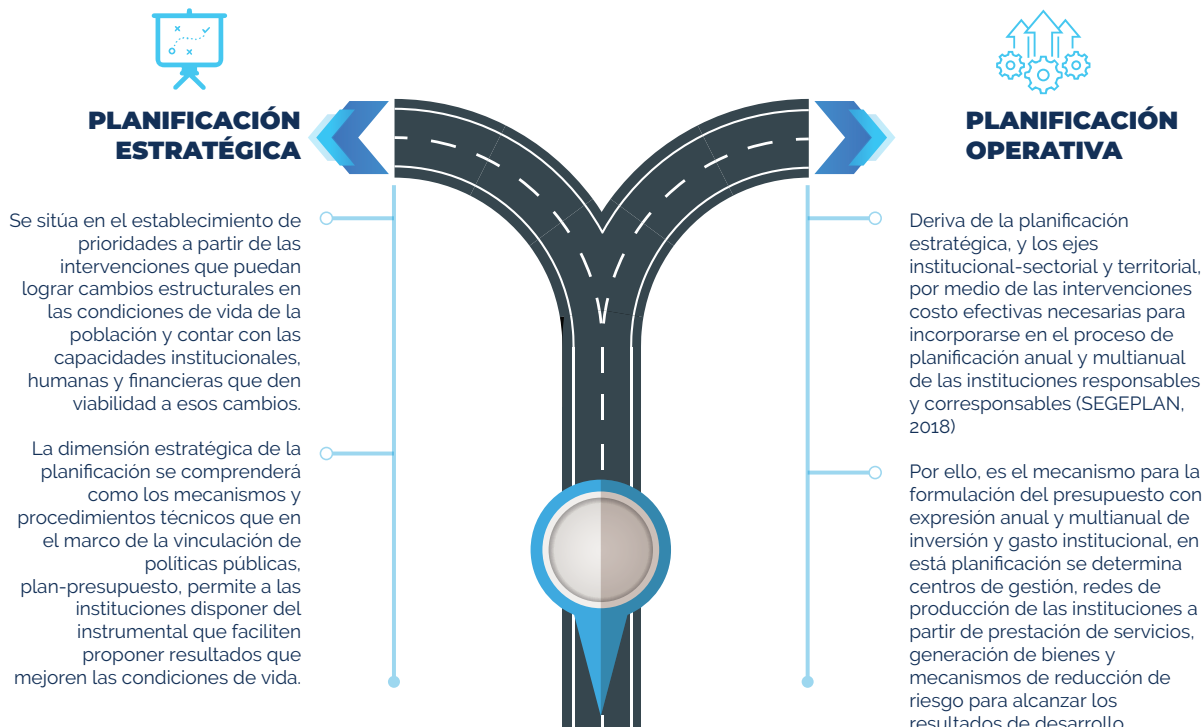 PLANIFICACIÓN
ESTRATÉGICA
Se sitúa en el establecimiento de
prioridades a partir de las
intervenciones que puedan
lograr cambios estructurales en
las condiciones de vida de la
población y contar con las
capacidades institucionales,
humanas y financieras que den
viabilidad a esos cambios.
La dimensión estratégica de la
planificación se comprenderá
como los mecanismos y
procedimientos técnicos que en
el marco de la vinculación de
políticas públicas,
plan-presupuesto, permite a las
instituciones disponer del
instrumental que faciliten
proponer resultados que
mejoren las condiciones de vida.
PLANIFICACIÓN
OPERATIVA
Deriva de la planificación
estratégica, y los ejes
institucional-sectorial y territorial,
por medio de las intervenciones
costo efectivas necesarias para
incorporarse en el proceso de
planificación anual y multianual
de las instituciones responsables
y corresponsables (SEGEPLAN,
2018)
Por ello, es el mecanismo para la
formulación del presupuesto con
expresión anual y multianual de
inversión y gasto institucional, en
está planificación se determina
centros de gestión, redes de
producción de las instituciones a
partir de prestación de servicios,
generación de bienes y
mecanismos de reducción de
riesgo para alcanzar los
resultados de desarrollo